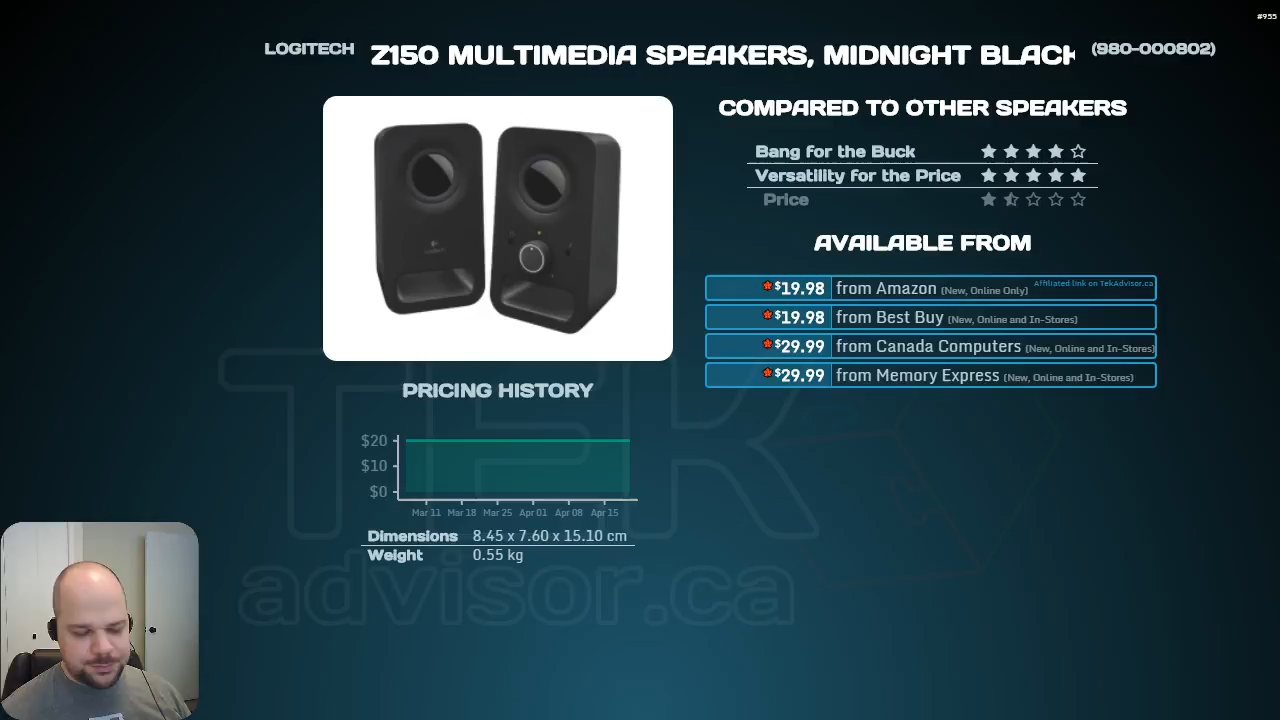 #955
LOGITECH Z150 MULTIMEDIA SPEAKERS, MIDNIGHT BLACK (980-000802)
COMPARED TO OTHER SPEAKERS
Bang for the Buck
Versatility for the Price
Price
AVAILABLE FROM
$19.98 from Amazon (New, Online Only) Affiliated link on TekAdvisor.ca
$19.98 from Best Buy (New, Online and In-Stores)
$29.99 from Canada Computers (New, Online and In-Stores)
$29.99 from Memory Express (New, Online and In-Stores)
PRICING HISTORY
$20
$10
$0
Mar 11 Mar 18 Mar 25 Apr 01 Apr 08 Apr 15
Dimensions 8.45 x 7.60 x 15.10 cm
Weight 0.55 kg
TEK
advisor.ca